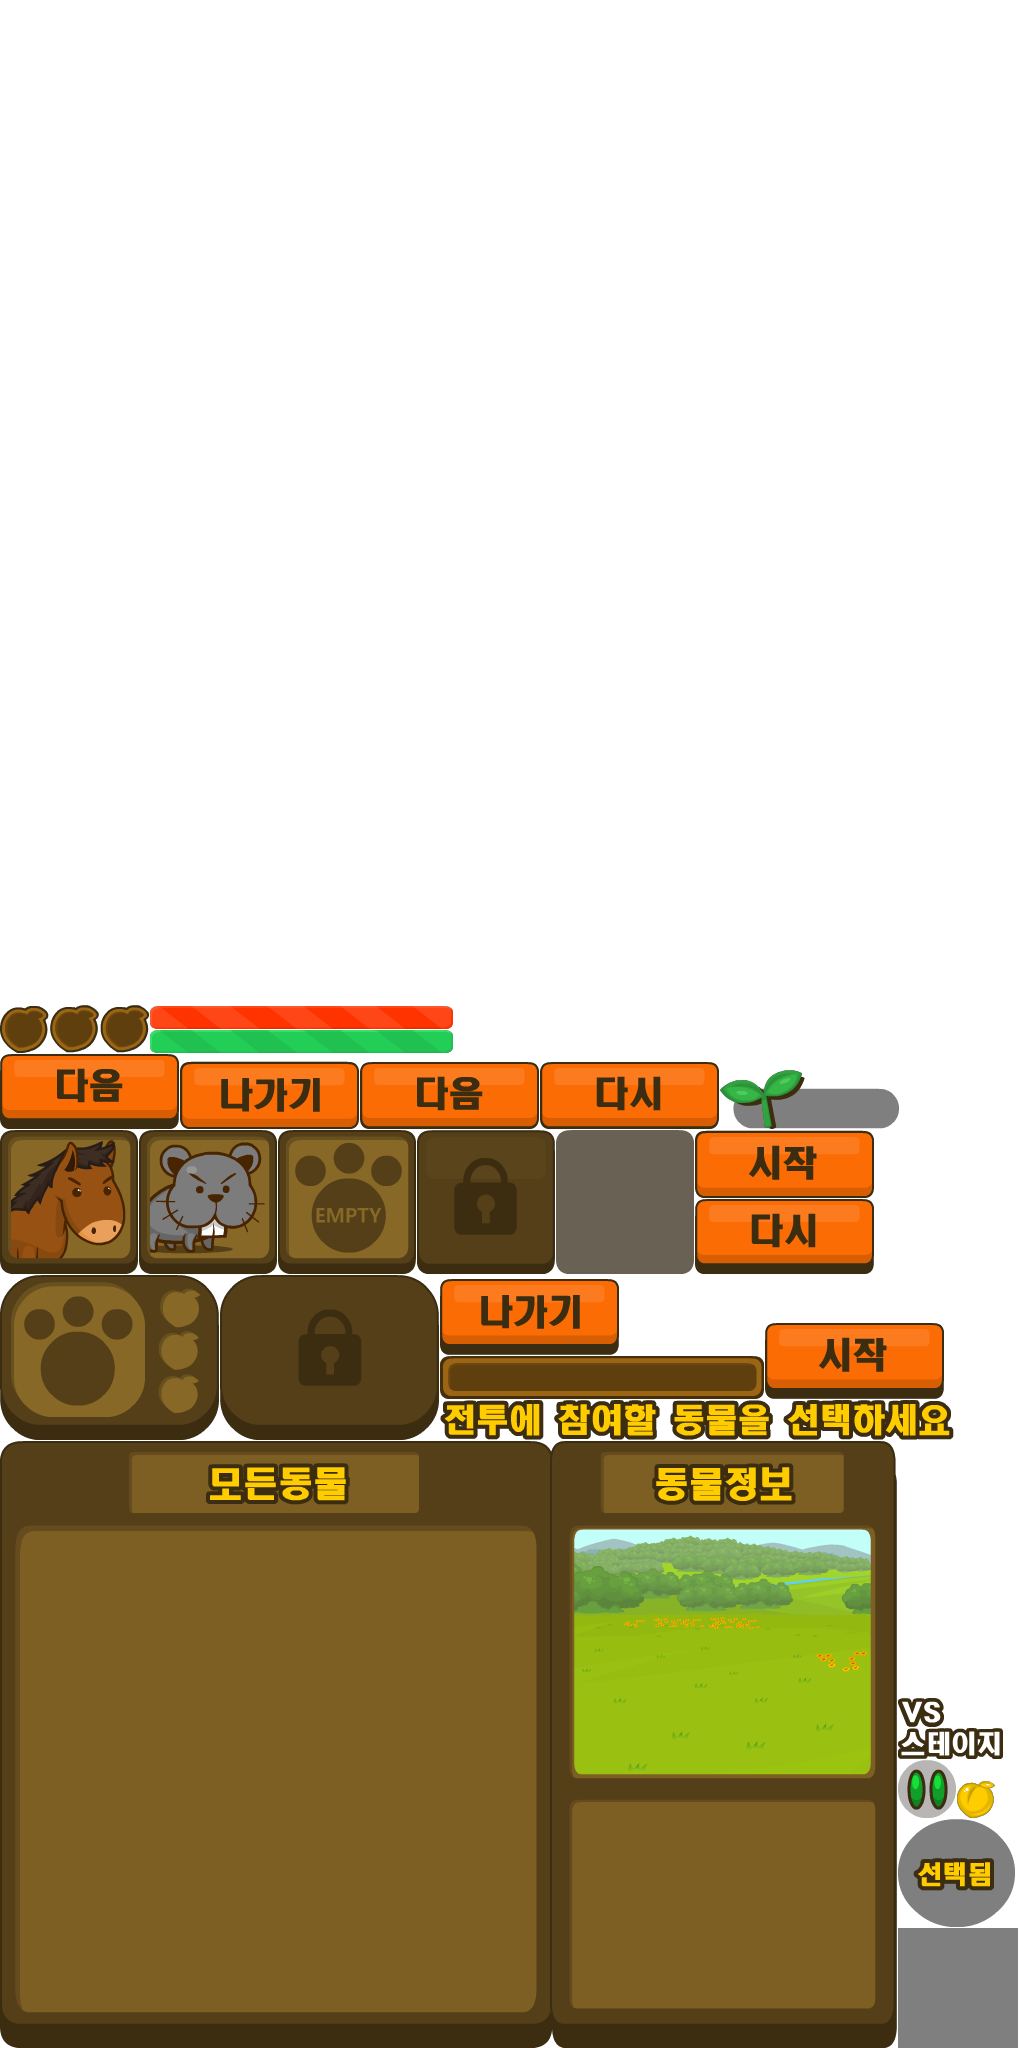 다음
나가기
다음
다시
시작
EMPTY
다시
나가기
시작
전투에 참여할 동물을 선택하세요
모든동물
동물정보
VS
스테이지
선택됨